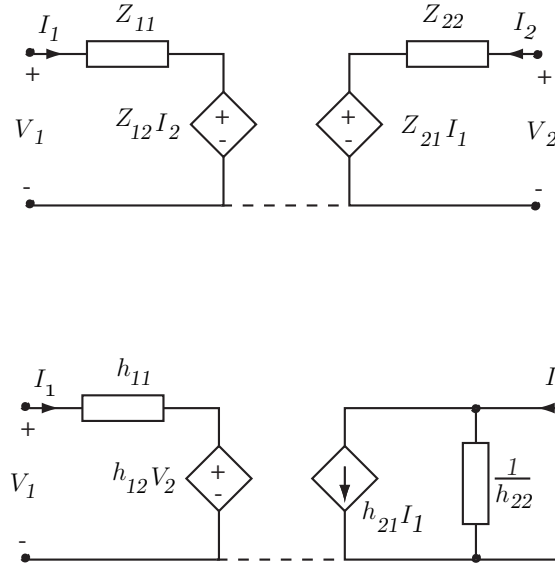 I1 Z11 Z22 I2
+ + + +
V1 Z12I2 - - Z21I1 V2
- -
I1 h11 I
+ +
V1 h12V2 - h21I1 1/h22
-